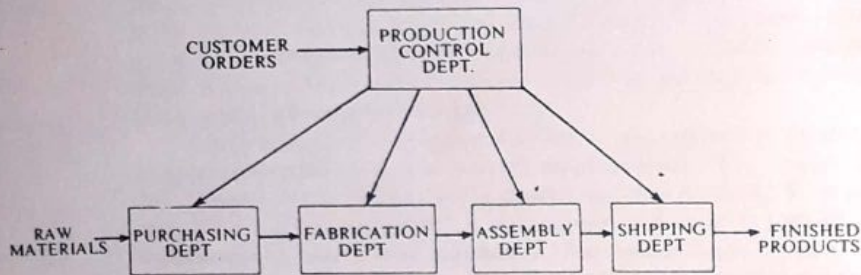 CUSTOMER
ORDERS
PRODUCTION
CONTROL
DEPT.
RAW
MATERIALS
PURCHASING
DEPT
FABRICATION
DEPT
ASSEMBLY
DEPT
SHIPPING
DEPT
FINISHED
PRODUCTS